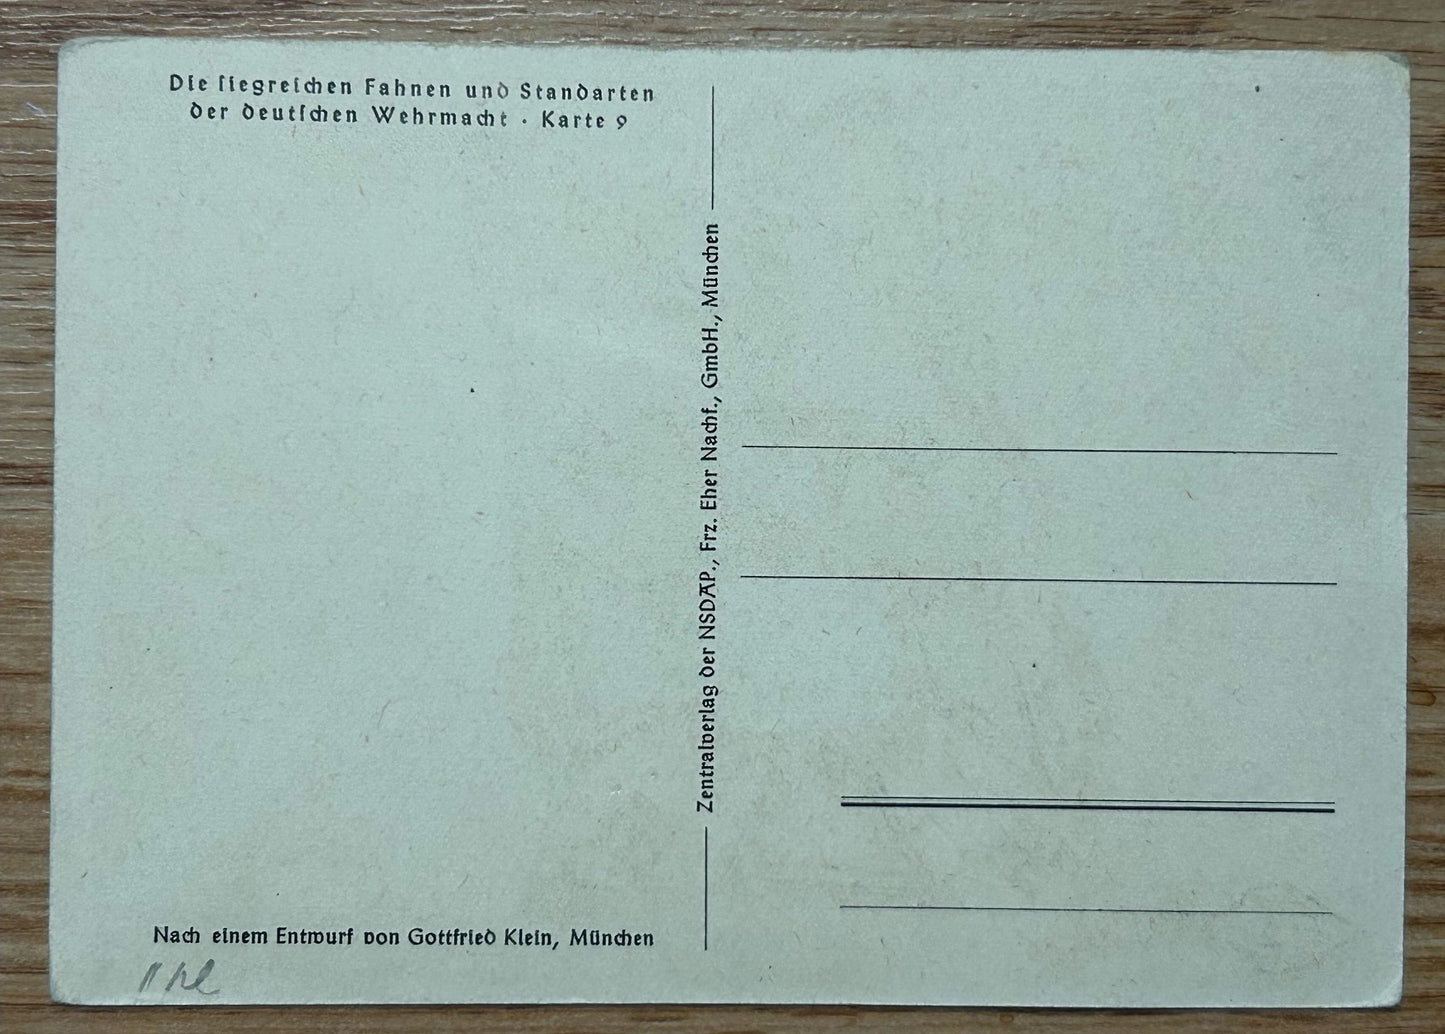 Die ſiegreichen Fahnen und Standarten
der deutſchen Wehrmacht · Karte 9
Zentralverlag der NSDAP., Frz. Eher Nachf., GmbH., München
Nach einem Entwurf von Gottfried Klein, München